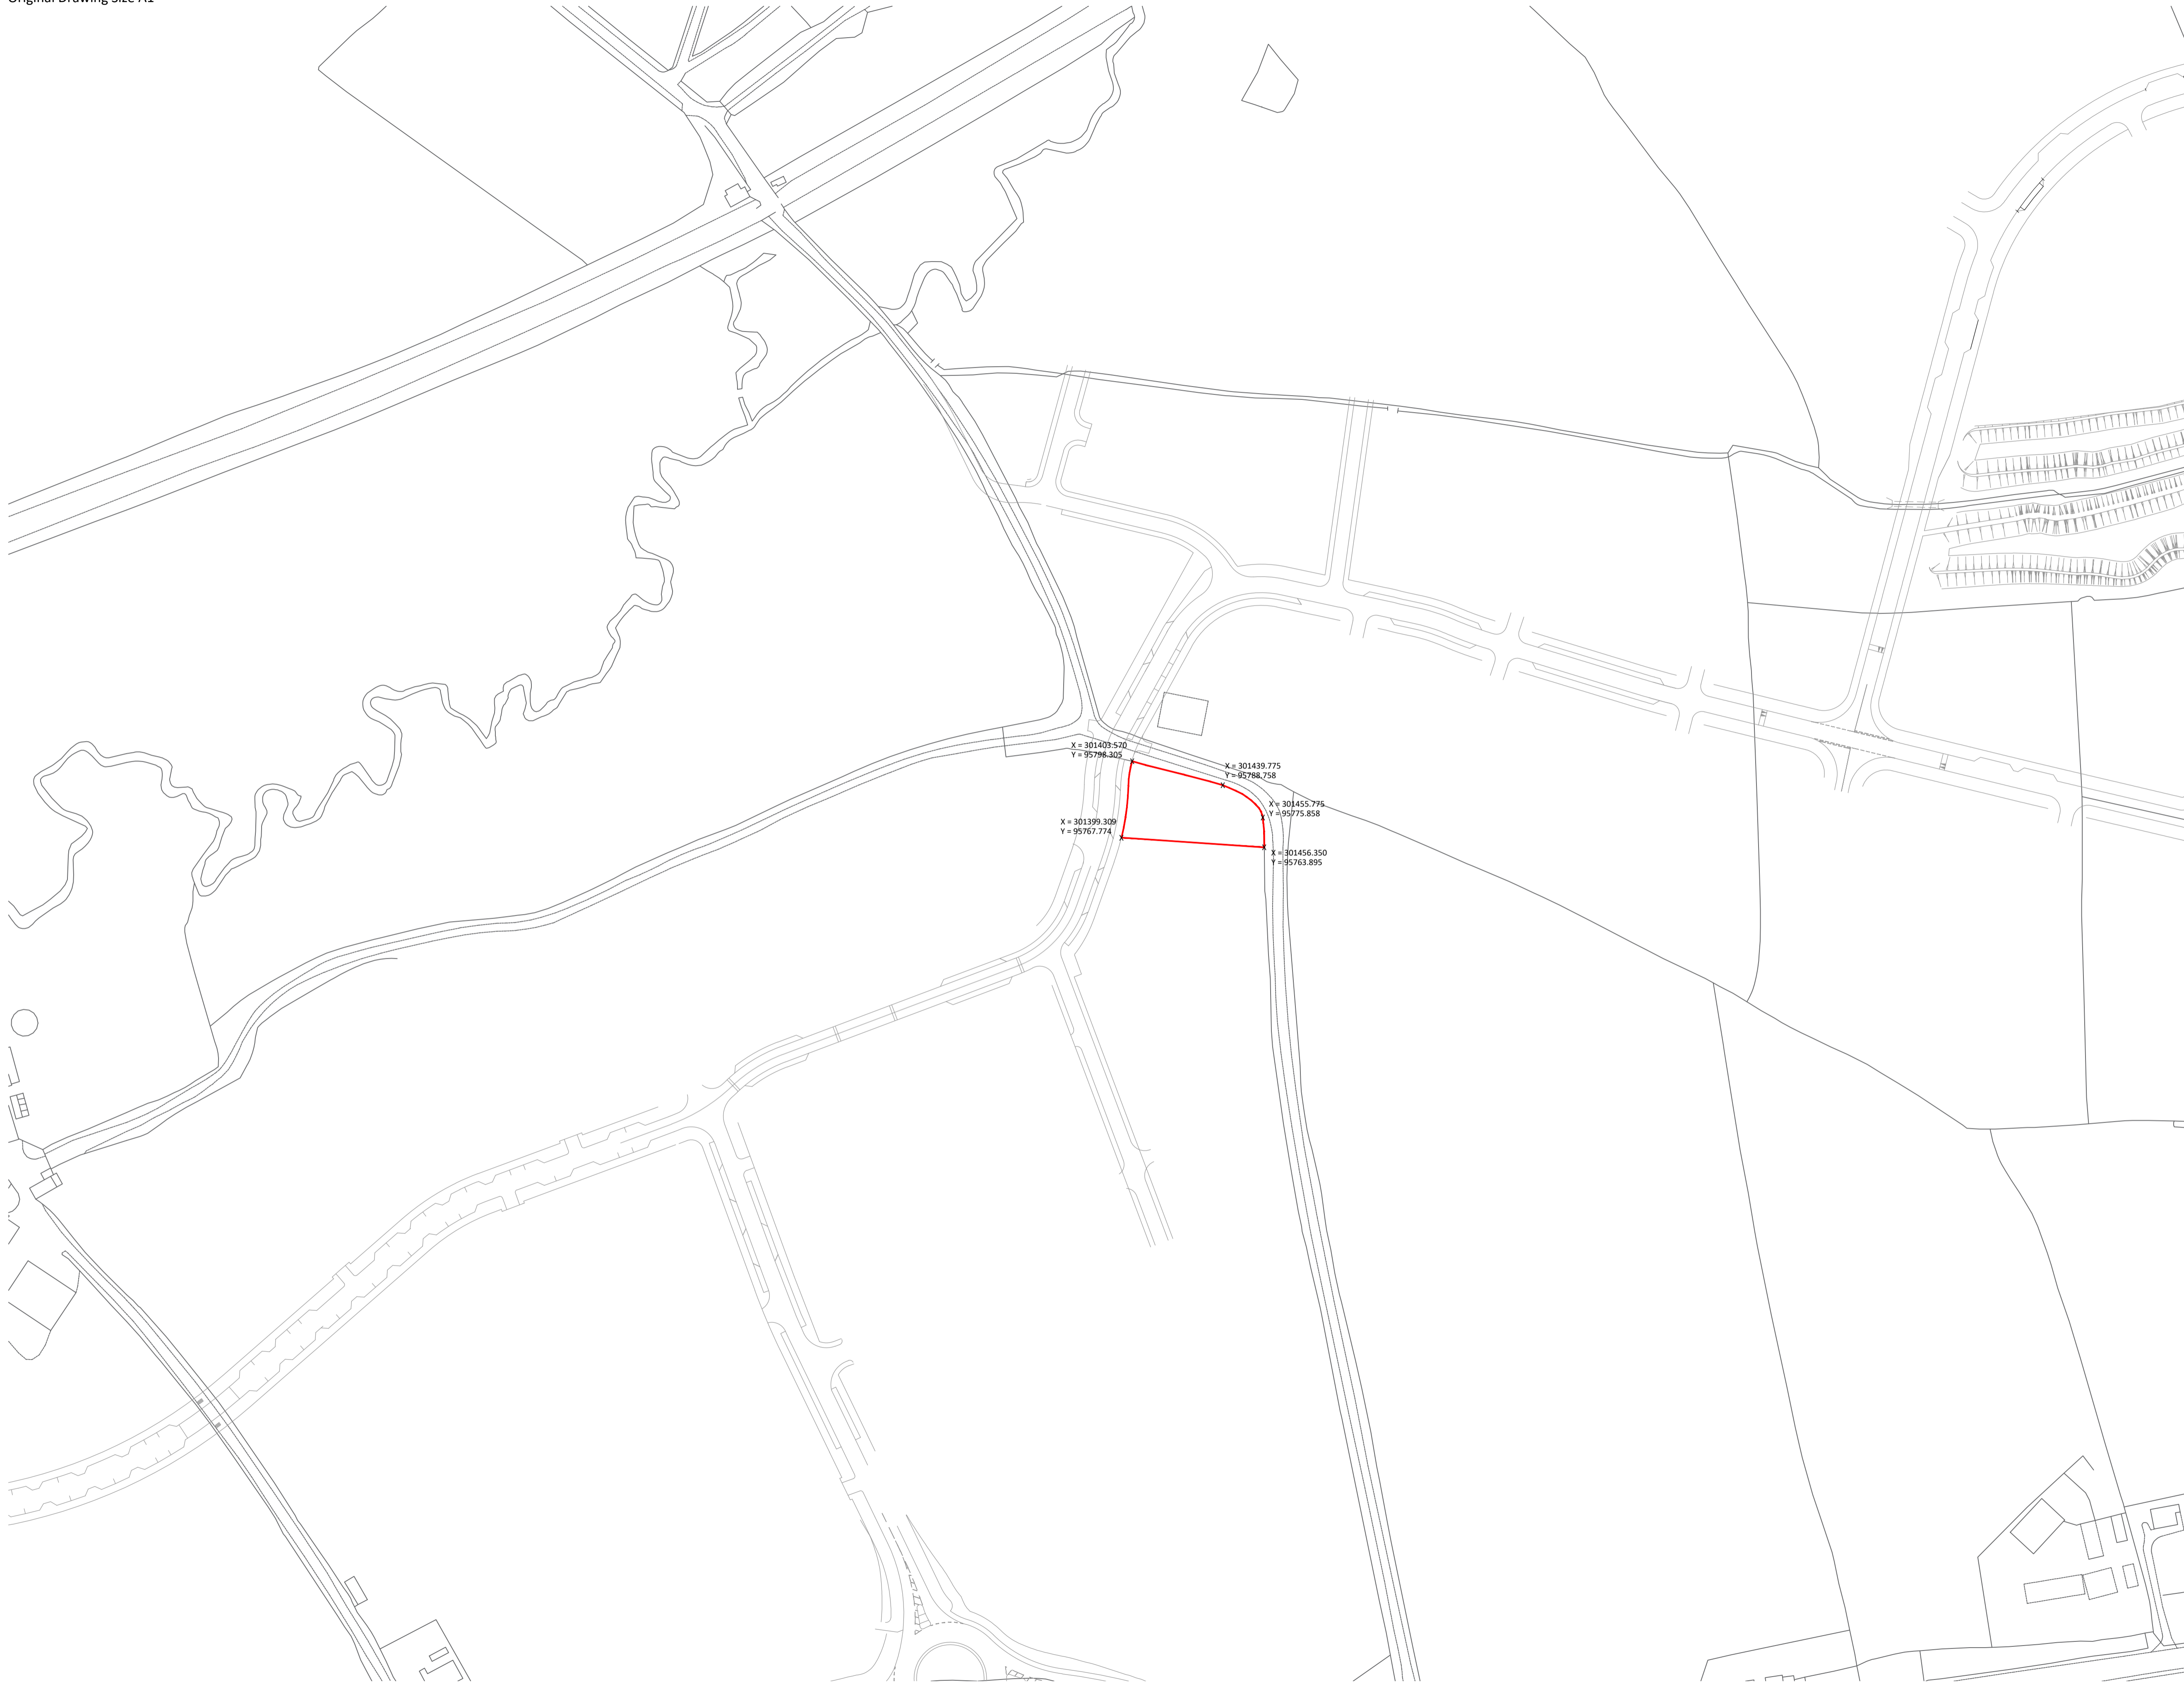 Original Drawing Size A1
X = 301403.570
Y = 95798.305
X = 301439.775
Y = 95788.758
X = 301455.775
Y = 95775.858
X = 301399.309
Y = 95767.774
X = 301456.350
Y = 95763.895